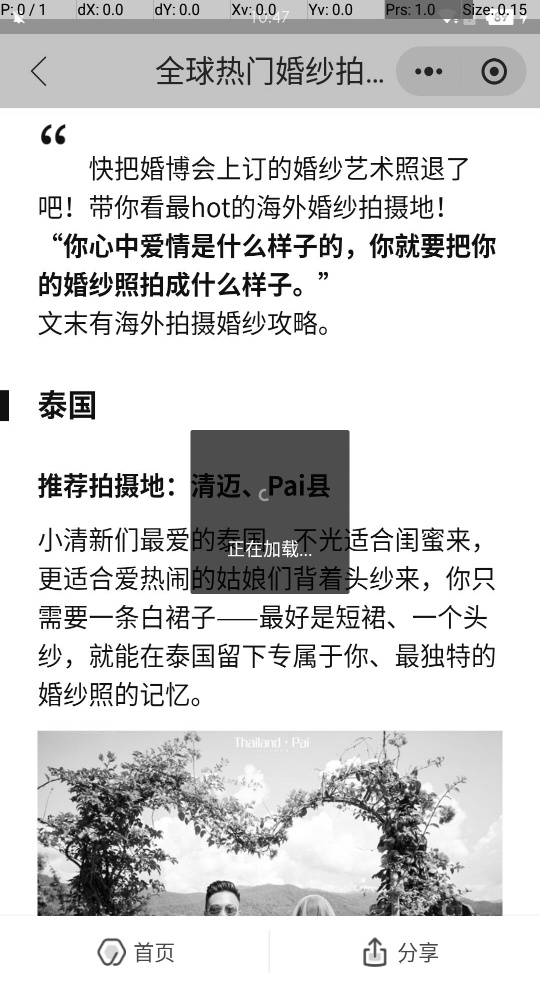 P: 0 / 1 dX: 0.0 dY: 0.0 Xv: 0.0 Yv: 0.0 Prs: 1.0 Size: 0.15
10:47
全球热门婚纱拍...
“
快把婚博会上订的婚纱艺术照退了
吧！带你看最hot的海外婚纱拍摄地！
“你心中爱情是什么样子的，你就要把你
的婚纱照拍成什么样子。”
文末有海外拍摄婚纱攻略。
泰国
推荐拍摄地：清迈、Pai县
小清新们最爱的泰国，不光适合闺蜜来，
正在加载...
更适合爱热闹的姑娘们背着头纱来，你只
需要一条白裙子——最好是短裙、一个头
纱，就能在泰国留下专属于你、最独特的
婚纱照的记忆。
Thailand · Pai
首页
分享